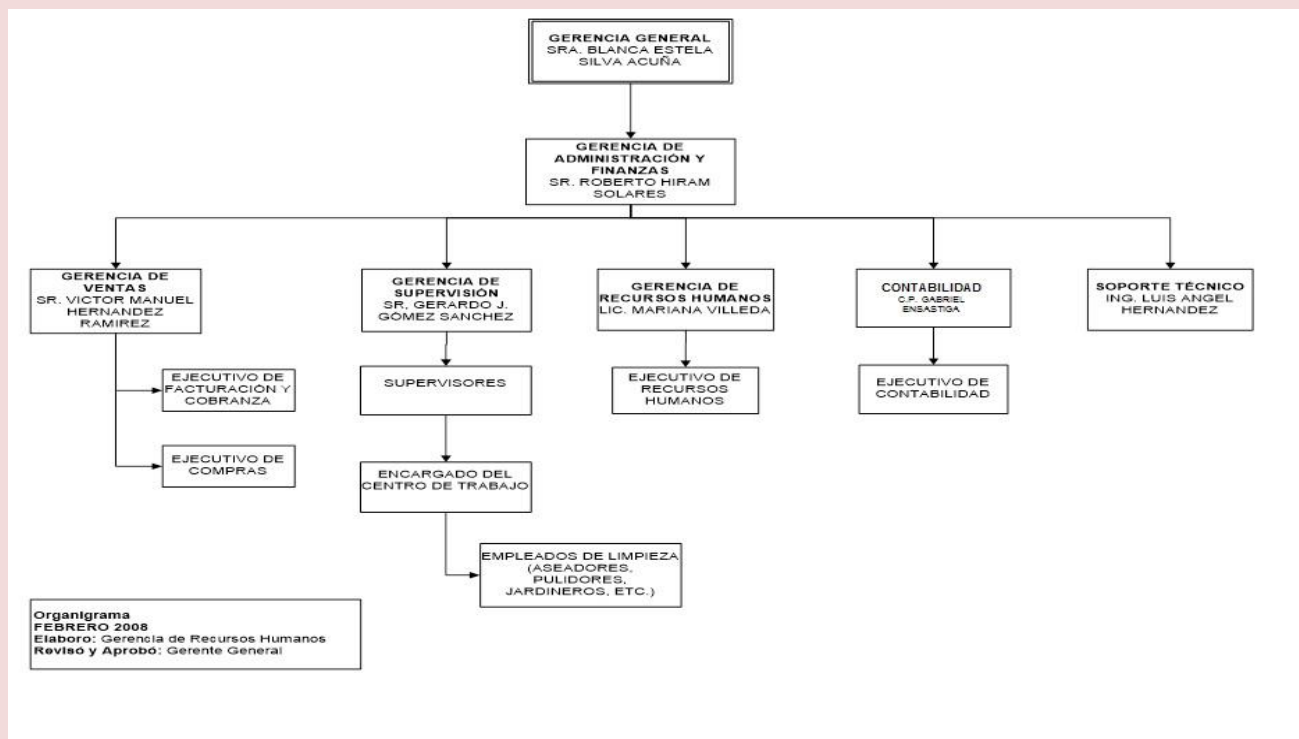 GERENCIA GENERAL
SRA. BLANCA ESTELA
SILVA ACUÑA
GERENCIA DE
ADMINISTRACIÓN Y
FINANZAS
SR. ROBERTO HIRAM
SOLARES
GERENCIA DE
VENTAS
SR. VICTOR MANUEL
HERNANDEZ
RAMIREZ
GERENCIA DE
SUPERVISIÓN
SR, GERARDO J.
GÓMEZ SANCHEZ
GERENCIA DE
RECURSOS HUMANOS
LIC. MARIANA VILLEDA
CONTABILIDAD
C.P. GABRIEL
ENSASTIGA
SOPORTE TÉCNICO
ING. LUIS ANGEL
HERNANDEZ
EJECUTIVO DE
FACTURACIÓN Y
COBRANZA
SUPERVISORES
EJECUTIVO DE
RECURSOS
HUMANOS
EJECUTIVO DE
CONTABILIDAD
EJECUTIVO DE
COMPRAS
ENCARGADO DEL
CENTRO DE TRABAJO
EMPLEADOS DE LIMPIEZA
(ASEADORES,
PULIDORES,
JARDINEROS, ETC.)
Organigrama
FEBRERO 2008
Elaboro: Gerencia de Recursos Humanos
Revisó y Aprobó: Gerente General